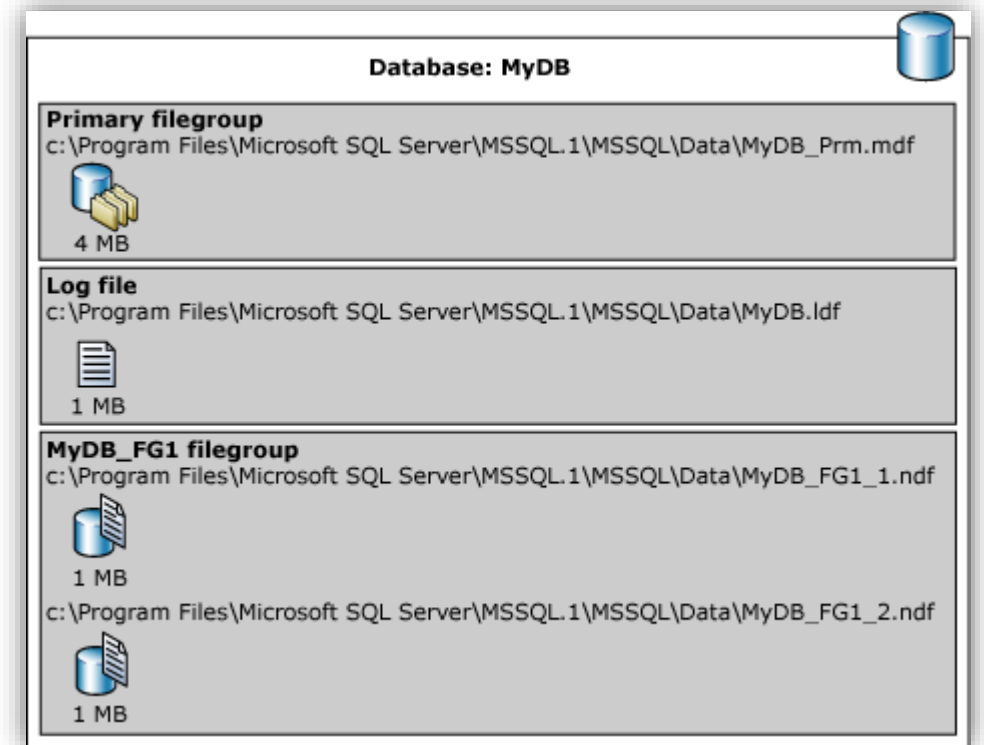 Database: MyDB
Primary filegroup
c:\Program Files\Microsoft SQL Server\MSSQL.1\MSSQL\Data\MyDB_Prm.mdf
4 MB
Log file
c:\Program Files\Microsoft SQL Server\MSSQL.1\MSSQL\Data\MyDB.ldf
1 MB
MyDB_FG1 filegroup
c:\Program Files\Microsoft SQL Server\MSSQL.1\MSSQL\Data\MyDB_FG1_1.ndf
1 MB
c:\Program Files\Microsoft SQL Server\MSSQL.1\MSSQL\Data\MyDB_FG1_2.ndf
1 MB